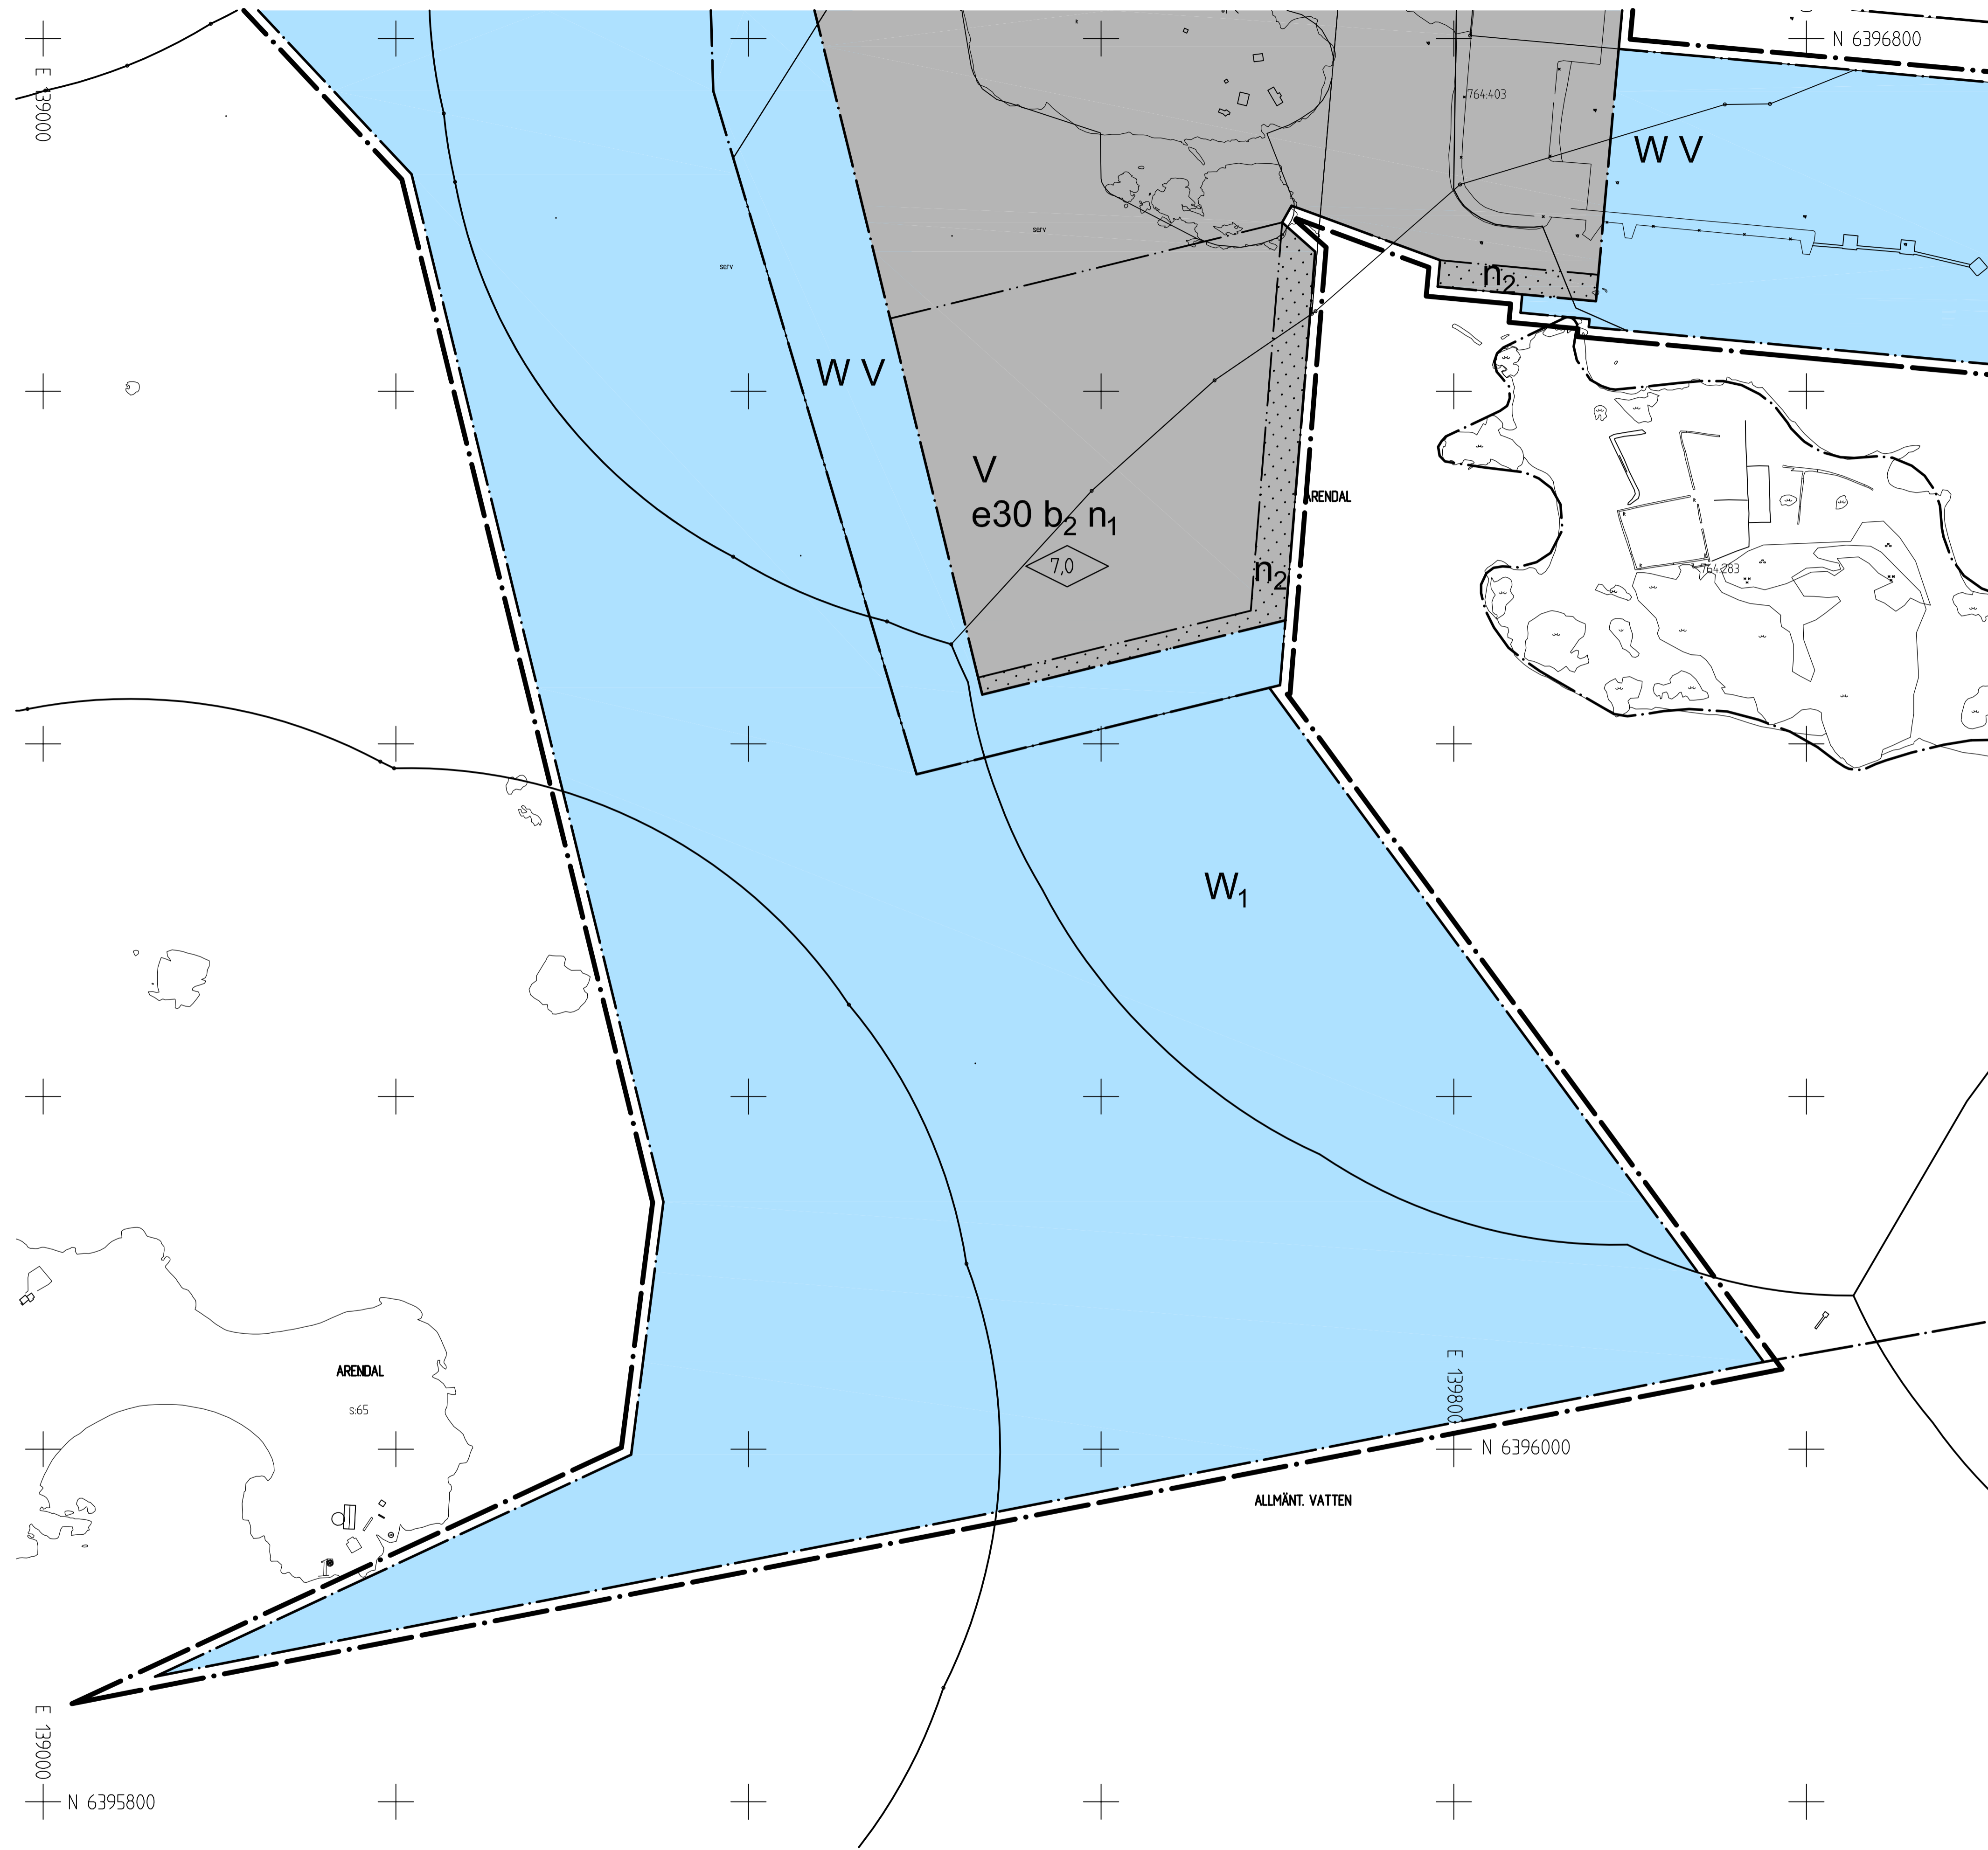 N 6396800
E 139000
764:403
W V
serv
serv
n2
W V
V
e30 b2 n1
7,0
n2
ARENDAL
764:283
W1
ARENDAL
s:65
E 139800
N 6396000
ALLMÄNT. VATTEN
E 139000
N 6395800